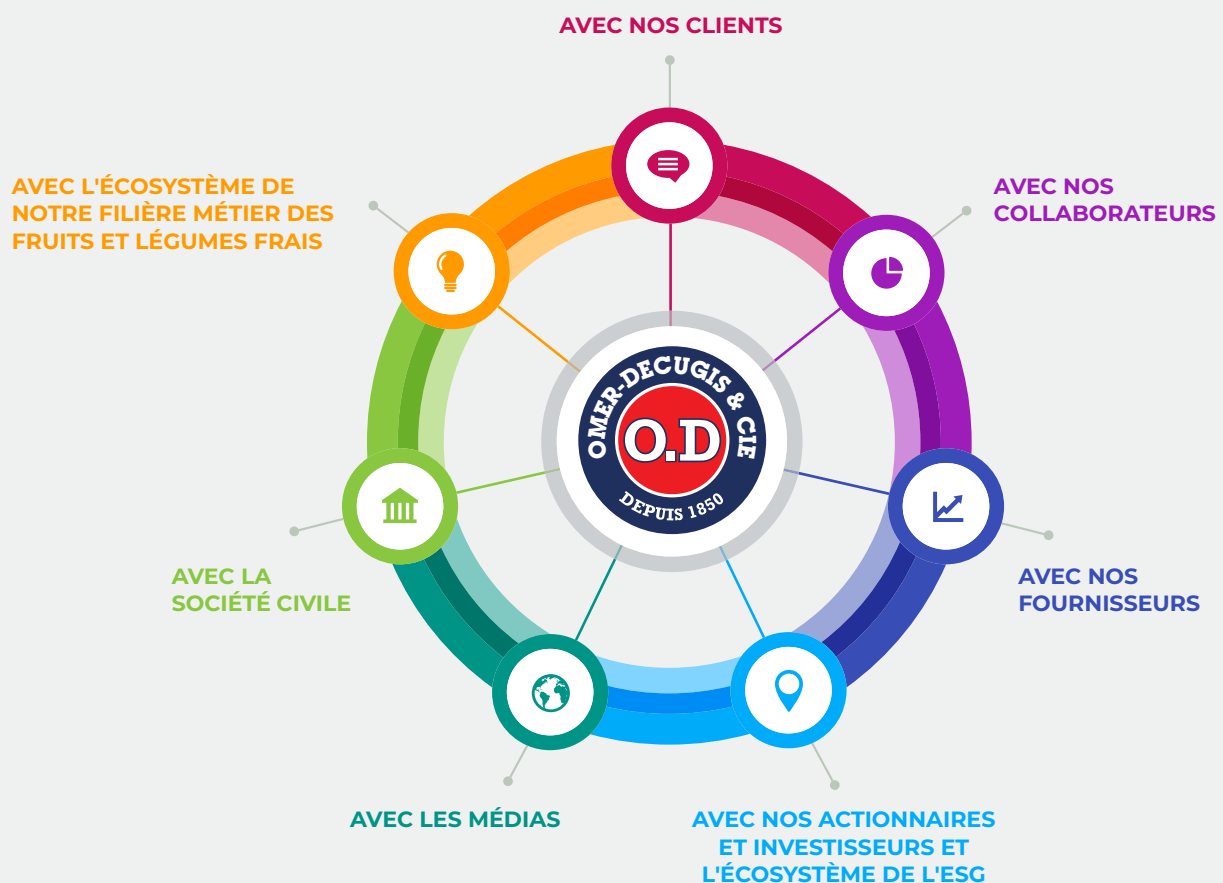 AVEC NOS CLIENTS
AVEC L'ÉCOSYSTÈME DE
NOTRE FILIÈRE MÉTIER DES
FRUITS ET LÉGUMES FRAIS
AVEC NOS
COLLABORATEURS
OMER-DECUGIS & CIE
O.D
DEPUIS 1850
AVEC LA
SOCIÉTÉ CIVILE
AVEC NOS
FOURNISSEURS
AVEC LES MÉDIAS
AVEC NOS ACTIONNAIRES
ET INVESTISSEURS ET
L'ÉCOSYSTÈME DE L'ESG